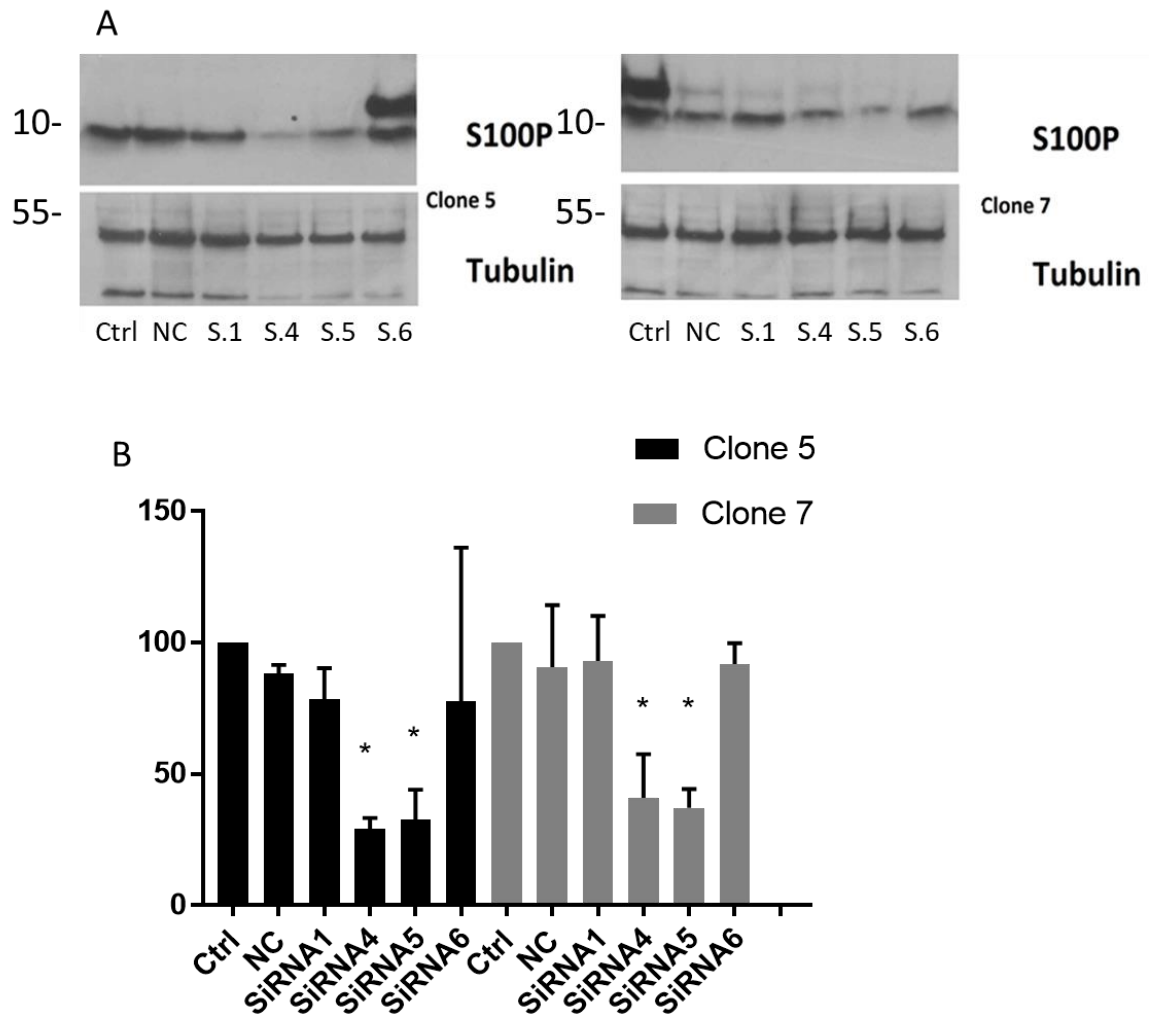 A
10-
S100P
55-
Clone 5
Tubulin
Ctrl NC S.1 S.4 S.5 S.6
10-
S100P
55-
Clone 7
Tubulin
Ctrl NC S.1 S.4 S.5 S.6
B
Clone 5
Clone 7
150
100
50
0
* * * *
Ctrl NC SiRNA1 SiRNA4 SiRNA5 SiRNA6 Ctrl NC SiRNA1 SiRNA4 SiRNA5 SiRNA6